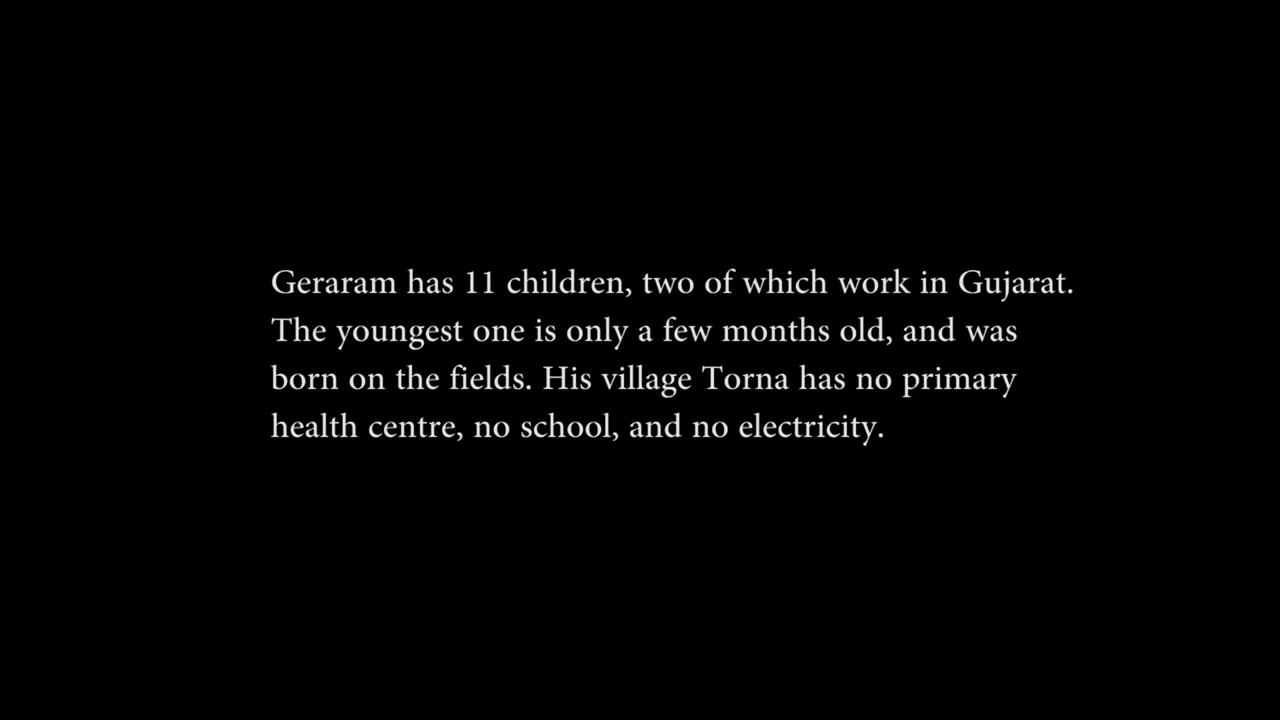 Geraram has 11 children, two of which work in Gujarat.
The youngest one is only a few months old, and was
born on the fields. His village Torna has no primary
health centre, no school, and no electricity.